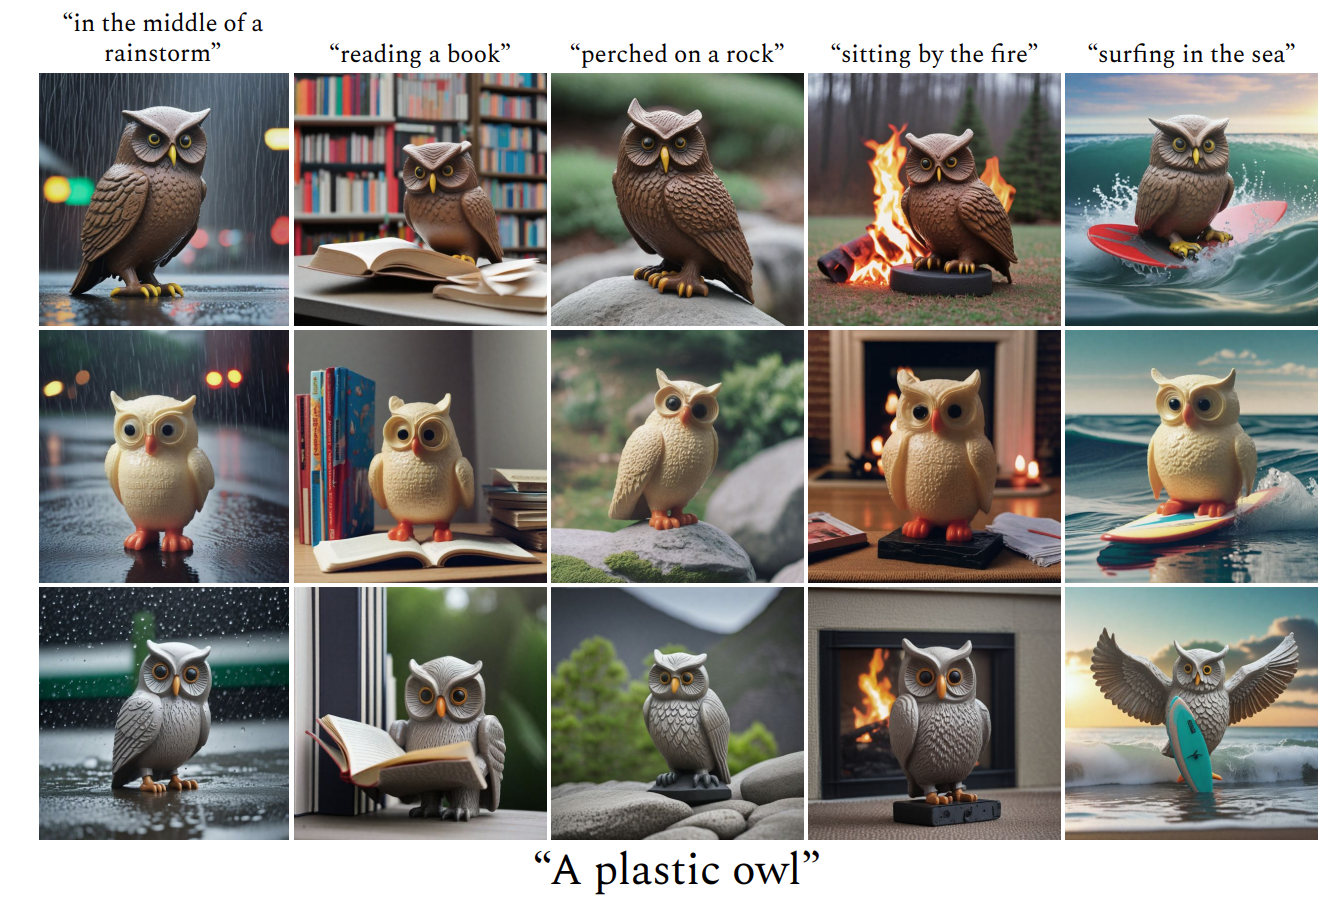 “in the middle of a
rainstorm”
“reading a book”
“perched on a rock”
“sitting by the fire”
“surfing in the sea”
“A plastic owl”